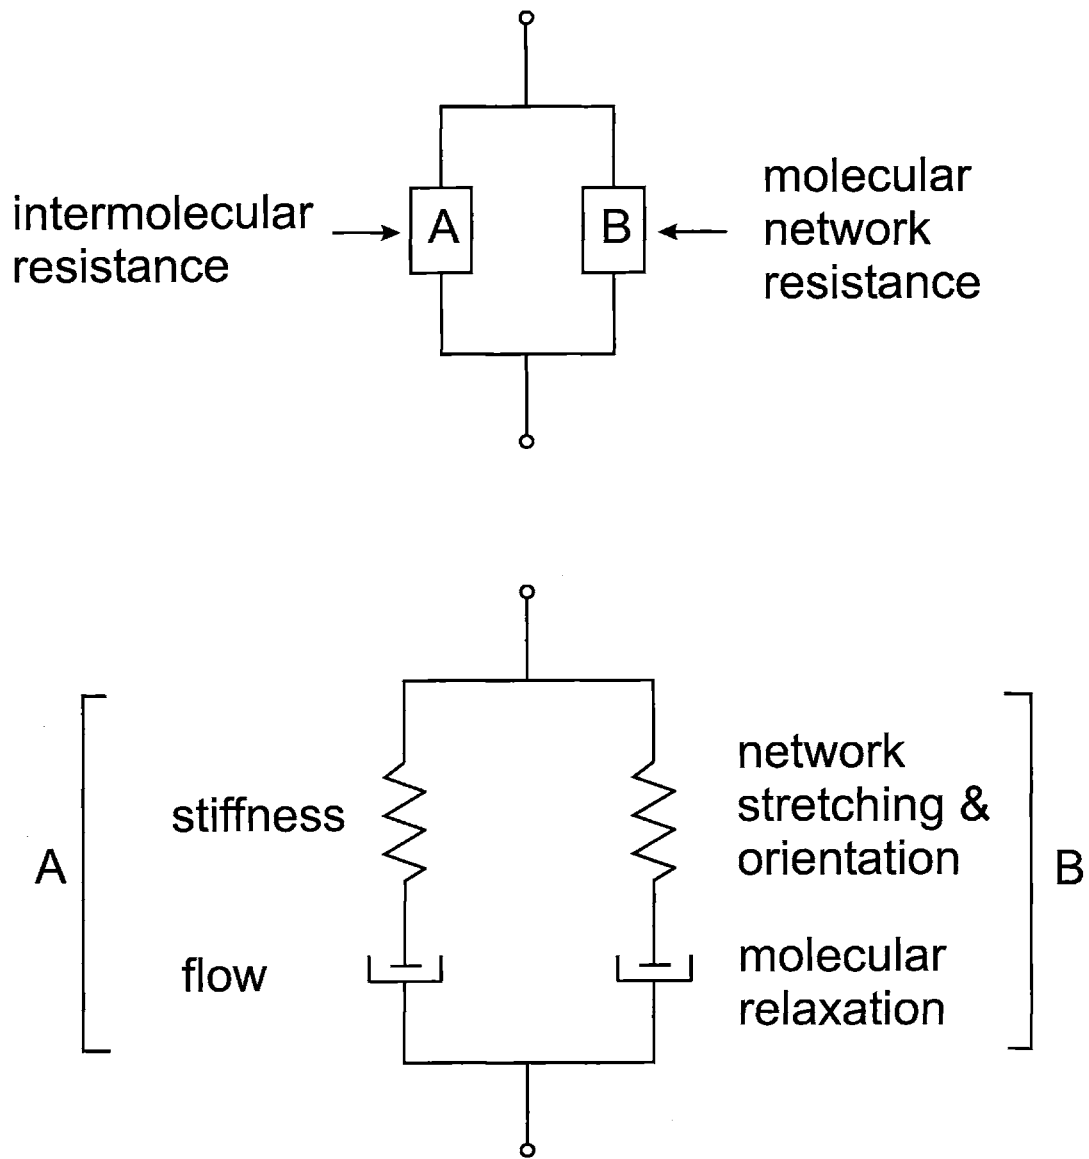 intermolecular
resistance
A
B
molecular
network
resistance
A
stiffness
flow
network
stretching &
orientation
molecular
relaxation
B